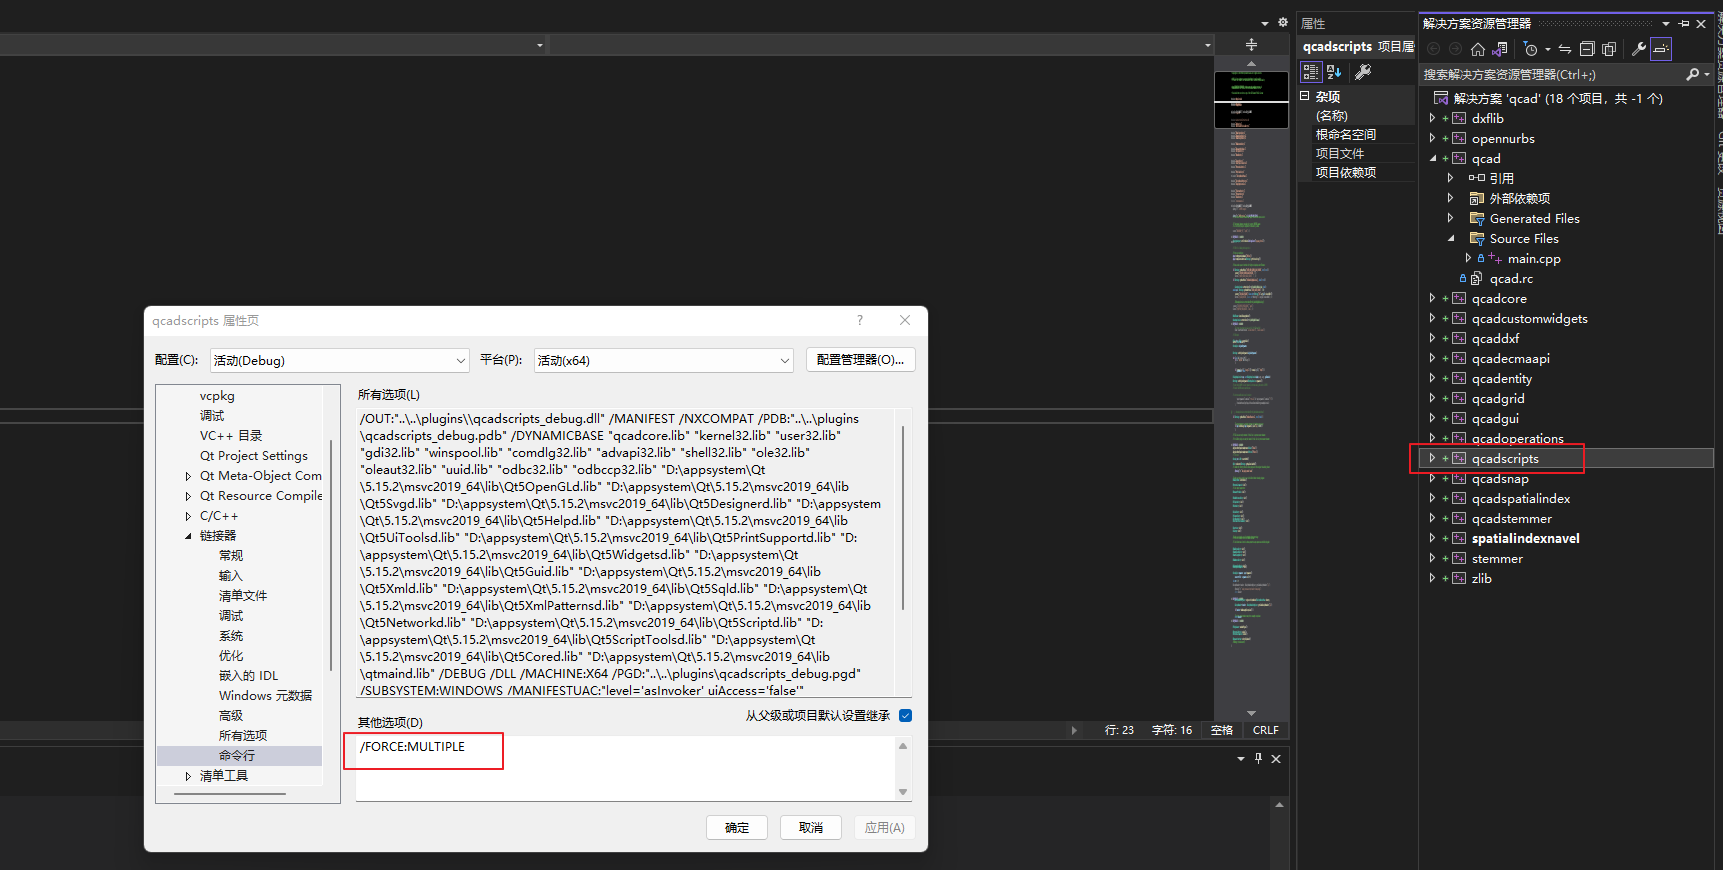 属性
qcadscripts 项目属
杂项
(名称)
根命名空间
项目文件
项目依赖项
解决方案资源管理器
搜索解决方案资源管理器(Ctrl+;)
解决方案 'qcad' (18 个项目，共 -1 个)
dxflib
opennurbs
qcad
引用
外部依赖项
Generated Files
Source Files
main.cpp
qcad.rc
qcadcore
qcadcustomwidgets
qcaddxf
qcadecmaapi
qcadentity
qcadgrid
qcadgui
qcadoperations
qcadscripts
qcadsnap
qcadspatialindex
qcadstemmer
spatialindexnavel
stemmer
zlib
qcadscripts 属性页
?
配置(C):
活动(Debug)
平台(P):
活动(x64)
配置管理器(O)...
vcpkg
调试
VC++ 目录
Qt Project Settings
Qt Meta-Object Com
Qt Resource Compile
C/C++
链接器
常规
输入
清单文件
调试
系统
优化
嵌入的 IDL
Windows 元数据
高级
所有选项
命令行
清单工具
所有选项(L)
/OUT:"..\..\plugins\\qcadscripts_debug.dll" /MANIFEST /NXCOMPAT /PDB:"..\..\plugins
\qcadscripts_debug.pdb" /DYNAMICBASE "qcadcore.lib" "kernel32.lib" "user32.lib"
"gdi32.lib" "winspool.lib" "comdlg32.lib" "advapi32.lib" "shell32.lib" "ole32.lib"
"oleaut32.lib" "uuid.lib" "odbc32.lib" "odbccp32.lib" "D:\appsystem\Qt
\5.15.2\msvc2019_64\lib\Qt5OpenGLd.lib" "D:\appsystem\Qt\5.15.2\msvc2019_64\lib
\Qt5Svgd.lib" "D:\appsystem\Qt\5.15.2\msvc2019_64\lib\Qt5Designerd.lib" "D:\appsystem
\Qt\5.15.2\msvc2019_64\lib\Qt5Helpd.lib" "D:\appsystem\Qt\5.15.2\msvc2019_64\lib
\Qt5UiToolsd.lib" "D:\appsystem\Qt\5.15.2\msvc2019_64\lib\Qt5PrintSupportd.lib" "D:
\appsystem\Qt\5.15.2\msvc2019_64\lib\Qt5Widgetsd.lib" "D:\appsystem\Qt
\5.15.2\msvc2019_64\lib\Qt5Guid.lib" "D:\appsystem\Qt\5.15.2\msvc2019_64\lib
\Qt5Xmld.lib" "D:\appsystem\Qt\5.15.2\msvc2019_64\lib\Qt5Sqld.lib" "D:\appsystem\Qt
\5.15.2\msvc2019_64\lib\Qt5XmlPatternsd.lib" "D:\appsystem\Qt\5.15.2\msvc2019_64\lib
\Qt5Networkd.lib" "D:\appsystem\Qt\5.15.2\msvc2019_64\lib\Qt5Scriptd.lib" "D:
\appsystem\Qt\5.15.2\msvc2019_64\lib\Qt5ScriptToolsd.lib" "D:\appsystem\Qt
\5.15.2\msvc2019_64\lib\Qt5Cored.lib" "D:\appsystem\Qt\5.15.2\msvc2019_64\lib
\qtmaind.lib" /DEBUG /DLL /MACHINE:X64 /PGD:"..\..\plugins\qcadscripts_debug.pgd"
/SUBSYSTEM:WINDOWS /MANIFESTUAC:"level='asInvoker' uiAccess='false'"
其他选项(D)
从父级或项目默认设置继承
/FORCE:MULTIPLE
确定
取消
应用(A)
行: 23
字符: 16
空格
CRLF